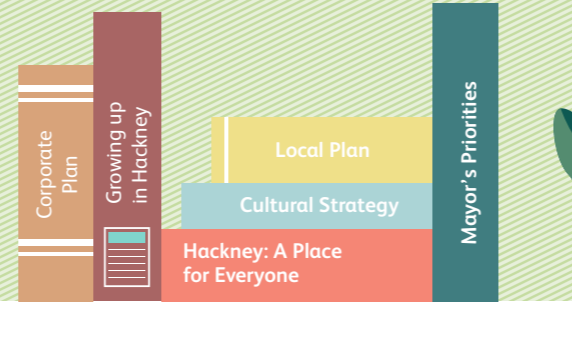 Corporate
Plan
Growing up
in Hackney
Local Plan
Cultural Strategy
Hackney: A Place
for Everyone
Mayor's Priorities